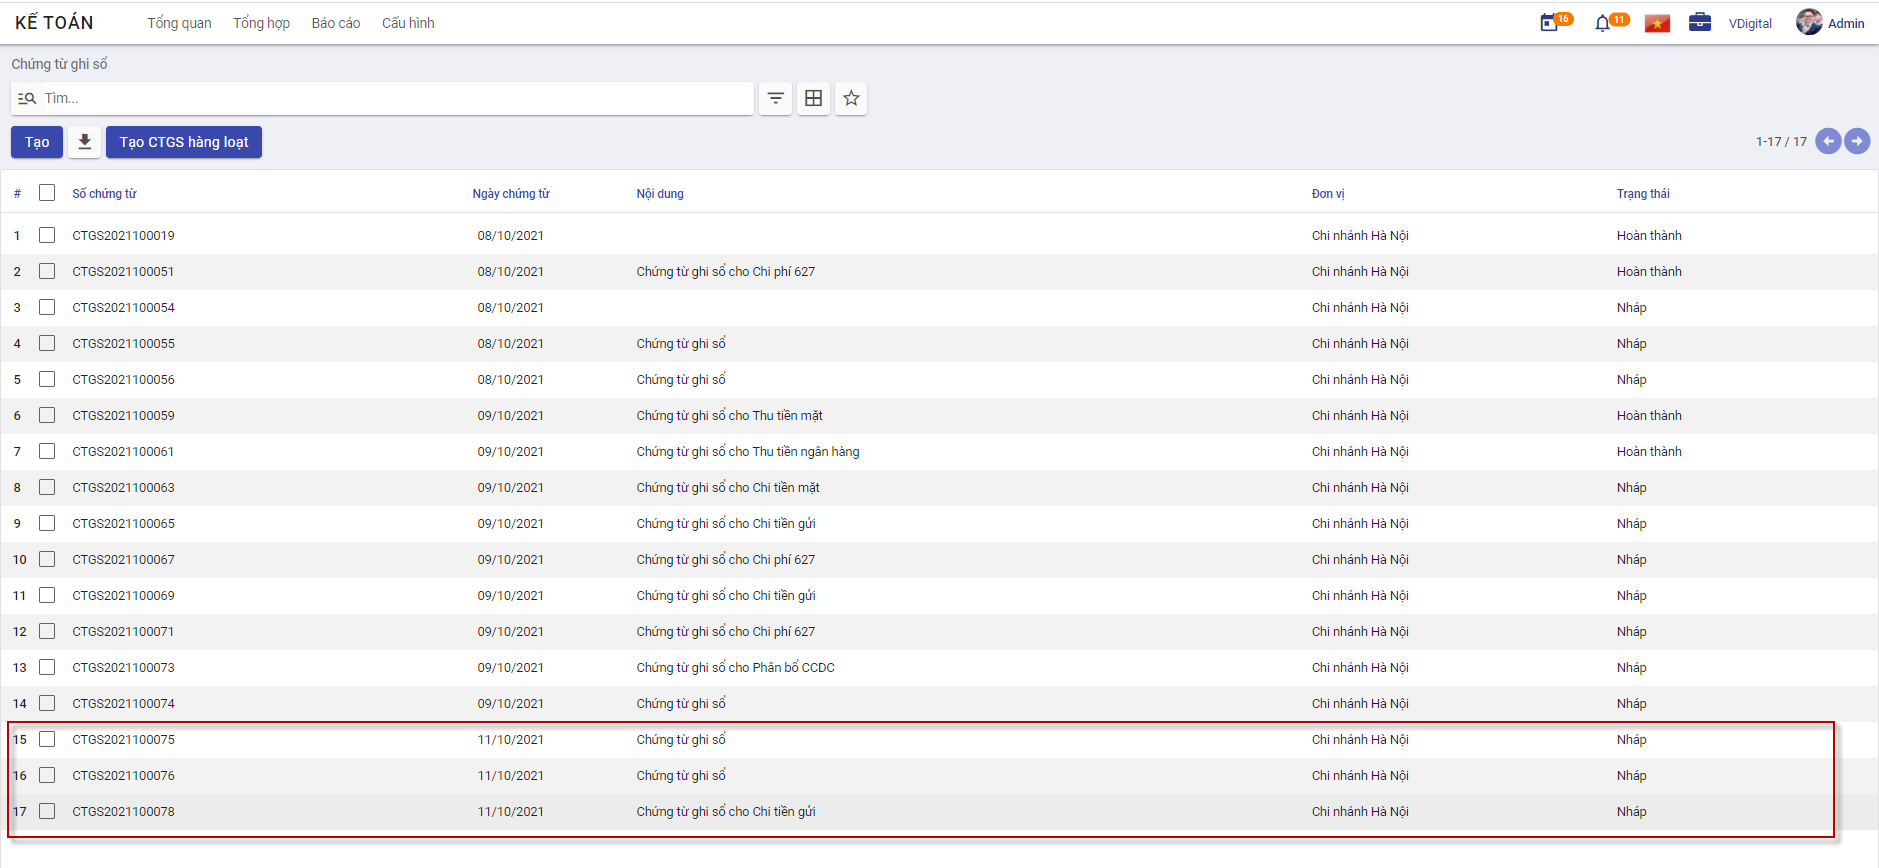 KẾ TOÁN Tổng quan Tổng hợp Báo cáo Cấu hình 16 11 VDigital Admin
Chứng từ ghi sổ
Tìm...
Tạo Tạo CTGS hàng loạt 1-17 / 17
# Số chứng từ Ngày chứng từ Nội dung Đơn vị Trạng thái
1 CTGS2021100019 08/10/2021 Chi nhánh Hà Nội Hoàn thành
2 CTGS2021100051 08/10/2021 Chứng từ ghi sổ cho Chi phí 627 Chi nhánh Hà Nội Hoàn thành
3 CTGS2021100054 08/10/2021 Chi nhánh Hà Nội Nháp
4 CTGS2021100055 08/10/2021 Chứng từ ghi sổ Chi nhánh Hà Nội Nháp
5 CTGS2021100056 08/10/2021 Chứng từ ghi sổ Chi nhánh Hà Nội Nháp
6 CTGS2021100059 09/10/2021 Chứng từ ghi sổ cho Thu tiền mặt Chi nhánh Hà Nội Hoàn thành
7 CTGS2021100061 09/10/2021 Chứng từ ghi sổ cho Thu tiền ngân hàng Chi nhánh Hà Nội Hoàn thành
8 CTGS2021100063 09/10/2021 Chứng từ ghi sổ cho Chi tiền mặt Chi nhánh Hà Nội Nháp
9 CTGS2021100065 09/10/2021 Chứng từ ghi sổ cho Chi tiền gửi Chi nhánh Hà Nội Nháp
10 CTGS2021100067 09/10/2021 Chứng từ ghi sổ cho Chi phí 627 Chi nhánh Hà Nội Nháp
11 CTGS2021100069 09/10/2021 Chứng từ ghi sổ cho Chi tiền gửi Chi nhánh Hà Nội Nháp
12 CTGS2021100071 09/10/2021 Chứng từ ghi sổ cho Chi phí 627 Chi nhánh Hà Nội Nháp
13 CTGS2021100073 09/10/2021 Chứng từ ghi sổ cho Phân bổ CCDC Chi nhánh Hà Nội Nháp
14 CTGS2021100074 09/10/2021 Chứng từ ghi sổ Chi nhánh Hà Nội Nháp
15 CTGS2021100075 11/10/2021 Chứng từ ghi sổ Chi nhánh Hà Nội Nháp
16 CTGS2021100076 11/10/2021 Chứng từ ghi sổ Chi nhánh Hà Nội Nháp
17 CTGS2021100078 11/10/2021 Chứng từ ghi sổ cho Chi tiền gửi Chi nhánh Hà Nội Nháp